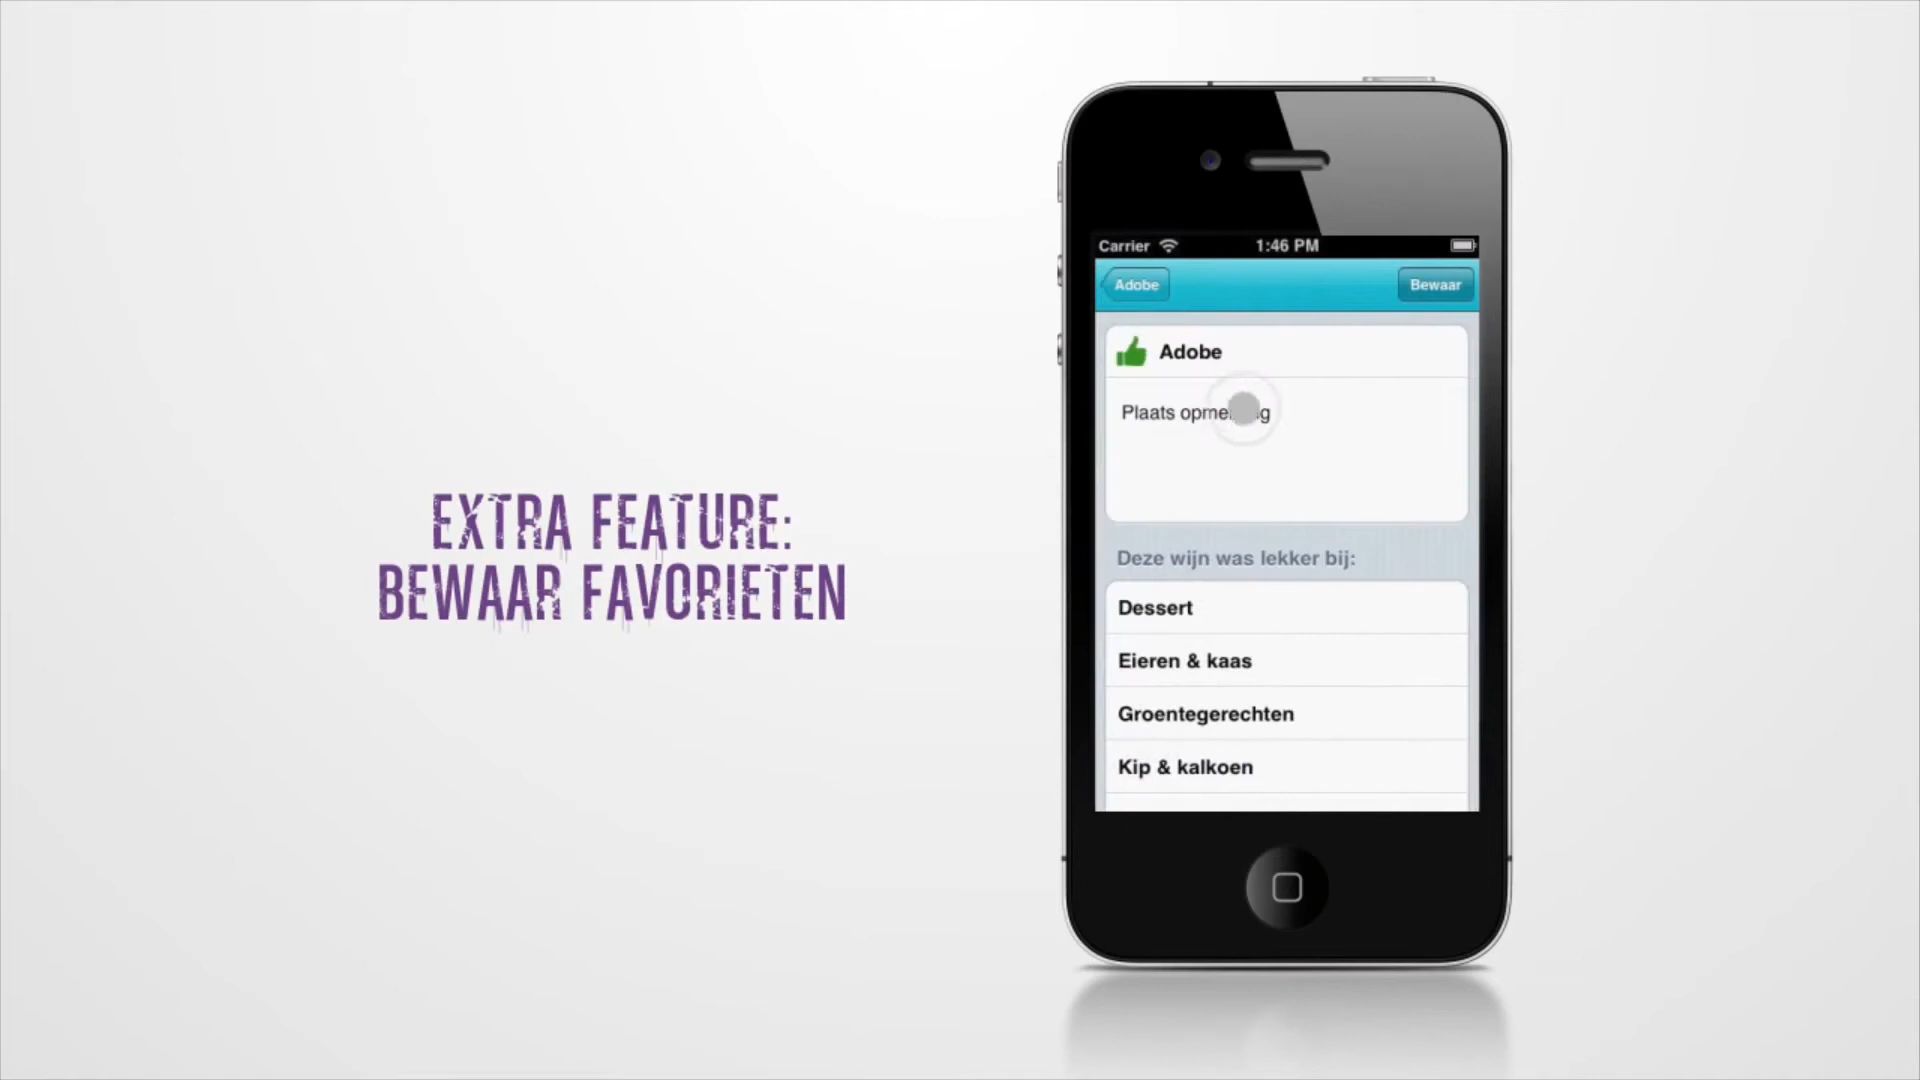 EXTRA FEATURE:
BEWAAR FAVORIETEN
Carrier 1:46 PM
Adobe Bewaar
Adobe
Plaats
Deze wijn was lekker bij:
Dessert
Eieren & kaas
Groentegerechten
Kip & kalkoen